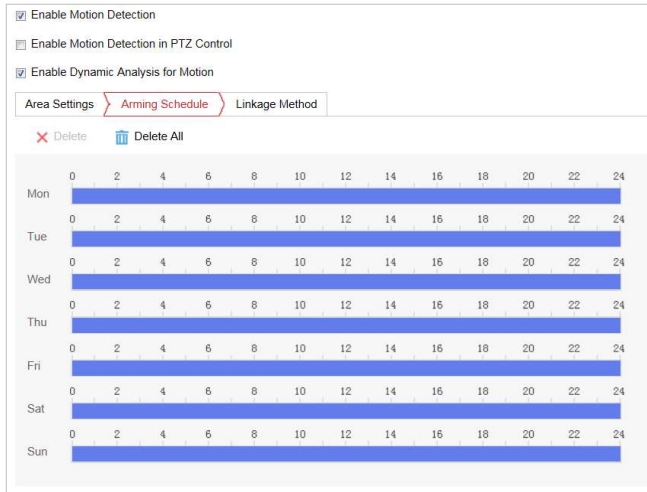 Enable Motion Detection
Enable Motion Detection in PTZ Control
Enable Dynamic Analysis for Motion
Area Settings Arming Schedule Linkage Method
Delete Delete All
0 2 4 6 8 10 12 14 16 18 20 22 24
Mon
0 2 4 6 8 10 12 14 16 18 20 22 24
Tue
0 2 4 6 8 10 12 14 16 18 20 22 24
Wed
0 2 4 6 8 10 12 14 16 18 20 22 24
Thu
0 2 4 6 8 10 12 14 16 18 20 22 24
Fri
0 2 4 6 8 10 12 14 16 18 20 22 24
Sat
0 2 4 6 8 10 12 14 16 18 20 22 24
Sun